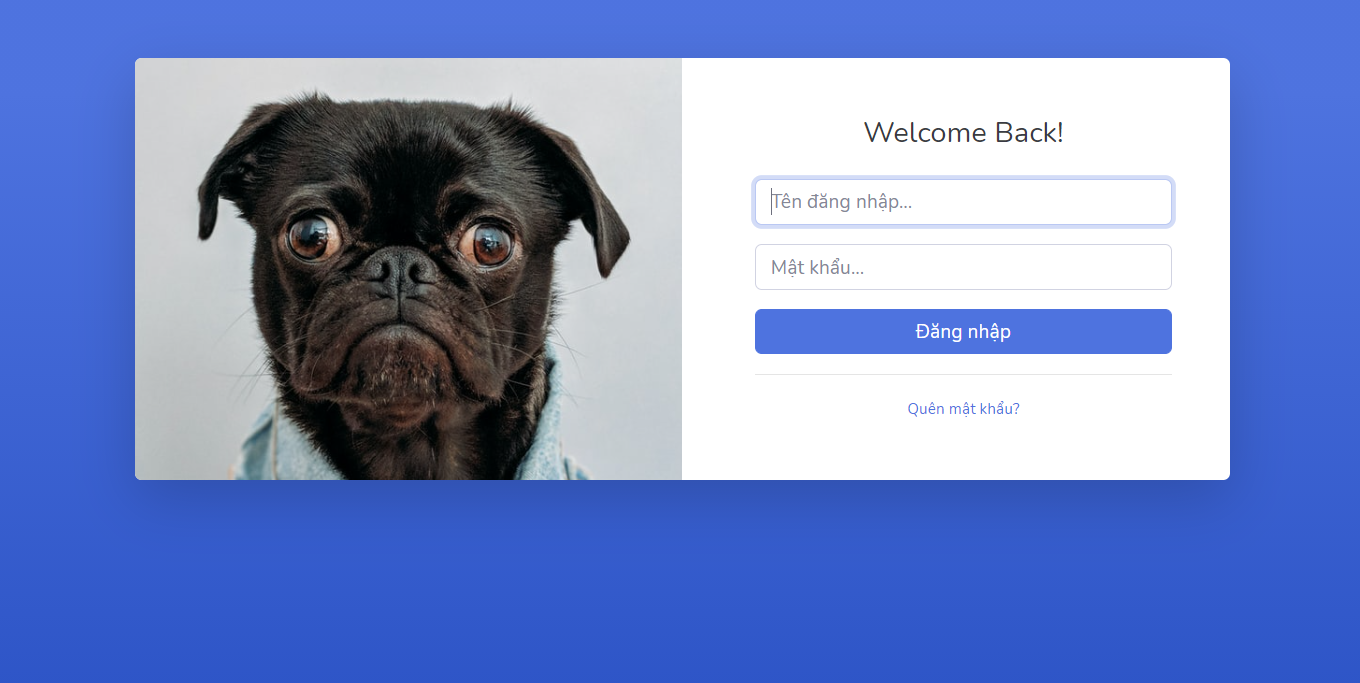 Welcome Back!
Tên đăng nhập...
Mật khẩu...
Đăng nhập
Quên mật khẩu?